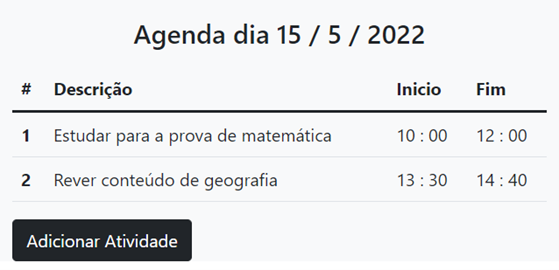 Agenda dia 15 / 5 / 2022
# Descrição Inicio Fim
1 Estudar para a prova de matemática 10 : 00 12 : 00
2 Rever conteúdo de geografia 13 : 30 14 : 40
Adicionar Atividade